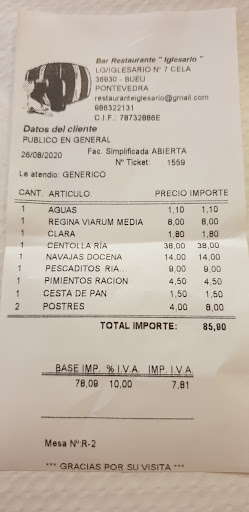 Bar Restaurante " Iglesario "
LG/IGLESARIO Nº 7 CELA
36930 - BUEU
PONTEVEDRA
restauranteiglesario@gmail.com
986322131
C.I.F.: 78732886E
Datos del cliente
PUBLICO EN GENERAL
26/08/2020 Fac. Simplificada ABIERTA
Nº Ticket: 1559
Le atendio: GENERICO
CANT. ARTICULO PRECIO IMPORTE
1 AGUAS 1,10 1,10
1 REGINA VIARUM MEDIA 8,00 8,00
1 CLARA 1,80 1,80
1 CENTOLLA RÍA 38,00 38,00
1 NAVAJAS DOCENA 14,00 14,00
1 PESCADITOS RIA... 9,00 9,00
1 PIMIENTOS RACION 4,50 4,50
1 CESTA DE PAN 1,50 1,50
2 POSTRES 4,00 8,00
TOTAL IMPORTE: 85,90
BASE IMP. % I.V.A. IMP. I.V.A.
78,09 10,00 7,81
Mesa Nº:R-2
*** GRACIAS POR SU VISITA ***